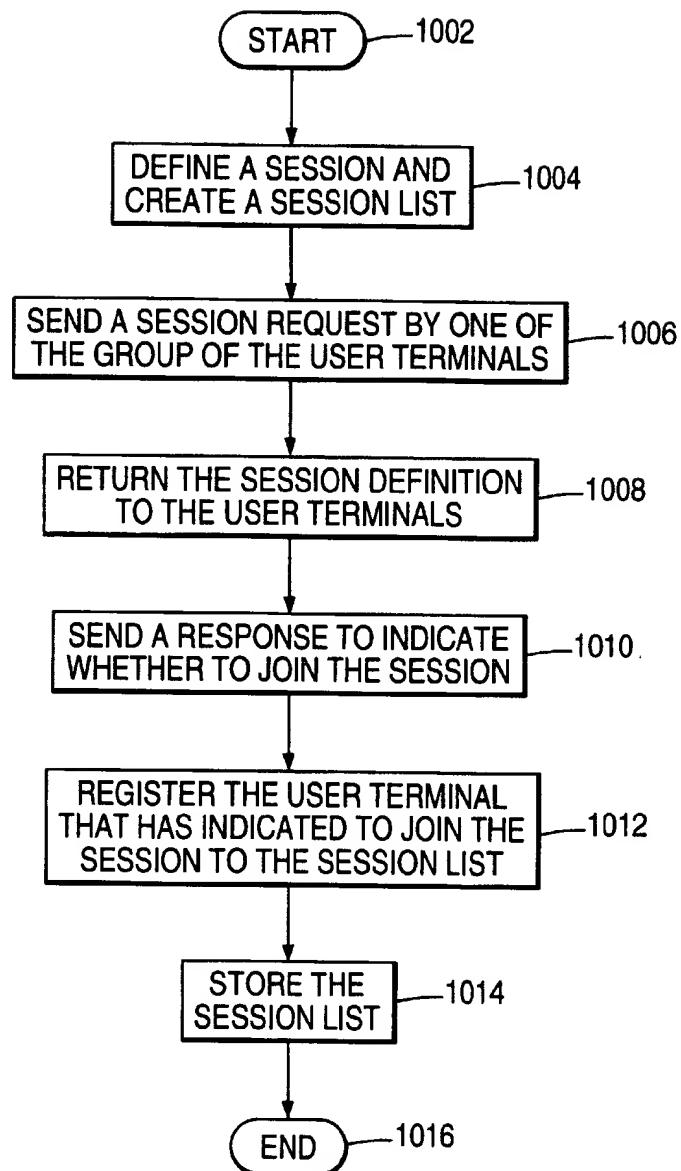 START
1002
DEFINE A SESSION AND
CREATE A SESSION LIST
1004
SEND A SESSION REQUEST BY ONE OF
THE GROUP OF THE USER TERMINALS
1006
RETURN THE SESSION DEFINITION
TO THE USER TERMINALS
1008
SEND A RESPONSE TO INDICATE
WHETHER TO JOIN THE SESSION
1010
REGISTER THE USER TERMINAL
THAT HAS INDICATED TO JOIN THE
SESSION TO THE SESSION LIST
1012
STORE THE
SESSION LIST
1014
END
1016